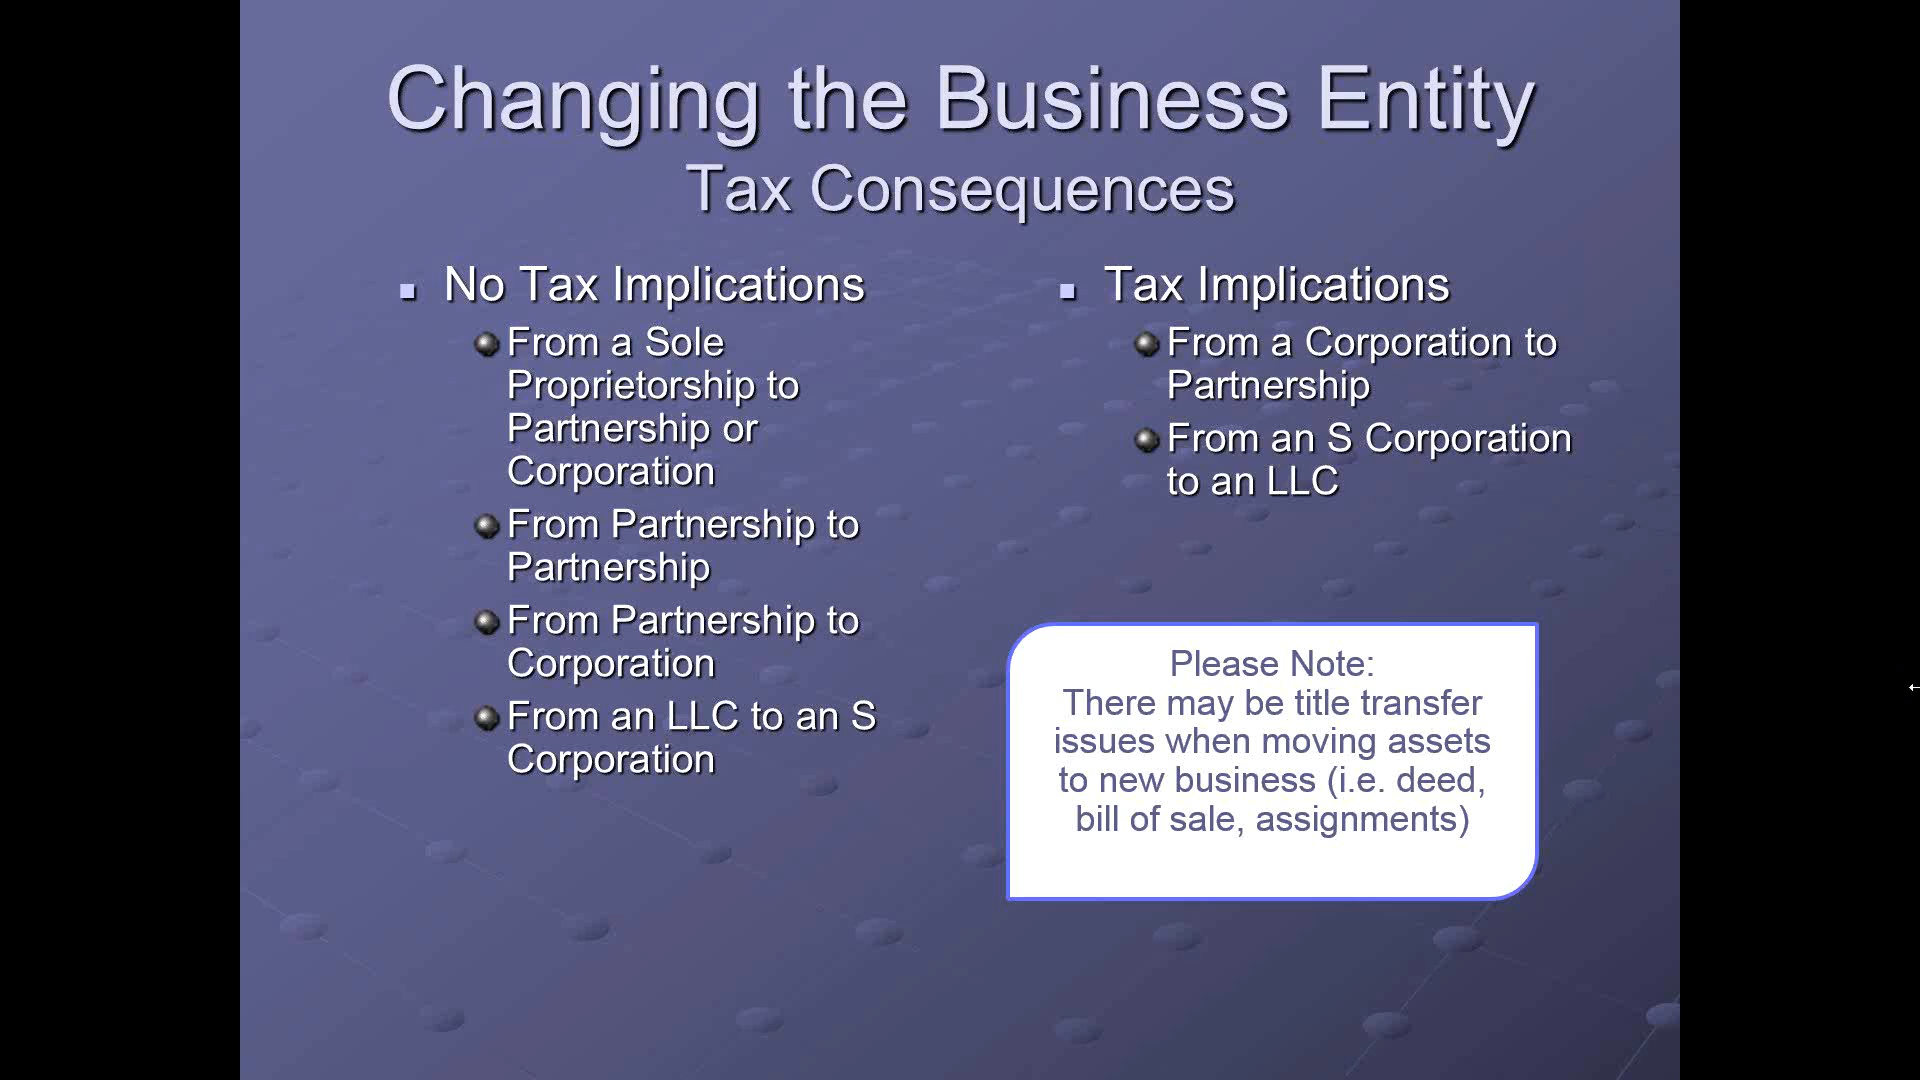 Changing the Business Entity
Tax Consequences
No Tax Implications
From a Sole
Proprietorship to
Partnership or
Corporation
From Partnership to
Partnership
From Partnership to
Corporation
From an LLC to an S
Corporation
Tax Implications
From a Corporation to
Partnership
From an S Corporation
to an LLC
Please Note:
There may be title transfer
issues when moving assets
to new business (i.e. deed,
bill of sale, assignments)